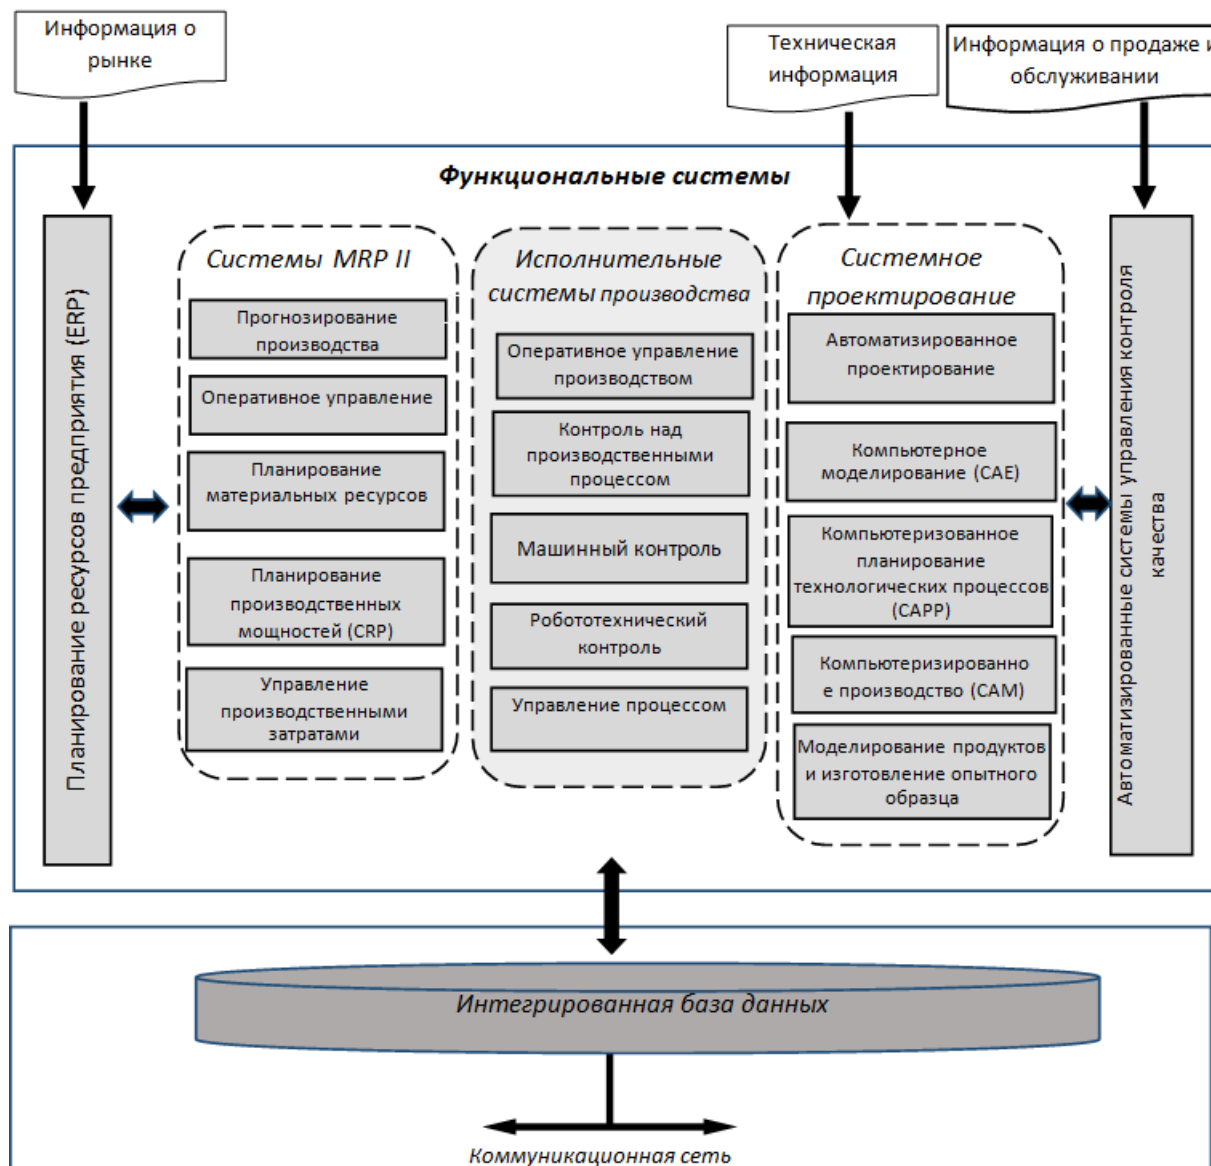 Информация о
рынке
Техническая
информация
Информация о продаже и
обслуживании
Функциональные системы
Планирование ресурсов предприятия (ERP)
Системы MRP II
Прогнозирование
производства
Оперативное управление
Планирование
материальных ресурсов
Планирование
производственных
мощностей (CRP)
Управление
производственными
затратами
Исполнительные
системы производства
Оперативное управление
производством
Контроль над
производственными
процессом
Машинный контроль
Робототехнический
контроль
Управление процессом
Системное
проектирование
Автоматизированное
проектирование
Компьютерное
моделирование (CAE)
Компьютеризованное
планирование
технологических процессов
(CAPP)
Компьютеризированно
е производство (CAM)
Моделирование продуктов
и изготовление опытного
образца
Автоматизированные системы управления контроля
качества
Интегрированная база данных
Коммуникационная сеть